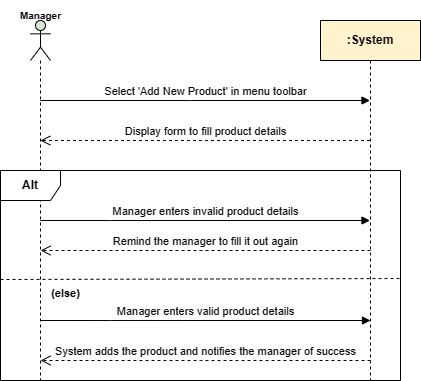 Manager
:System
Select 'Add New Product' in menu toolbar
Display form to fill product details
Alt
Manager enters invalid product details
Remind the manager to fill it out again
(else)
Manager enters valid product details
System adds the product and notifies the manager of success